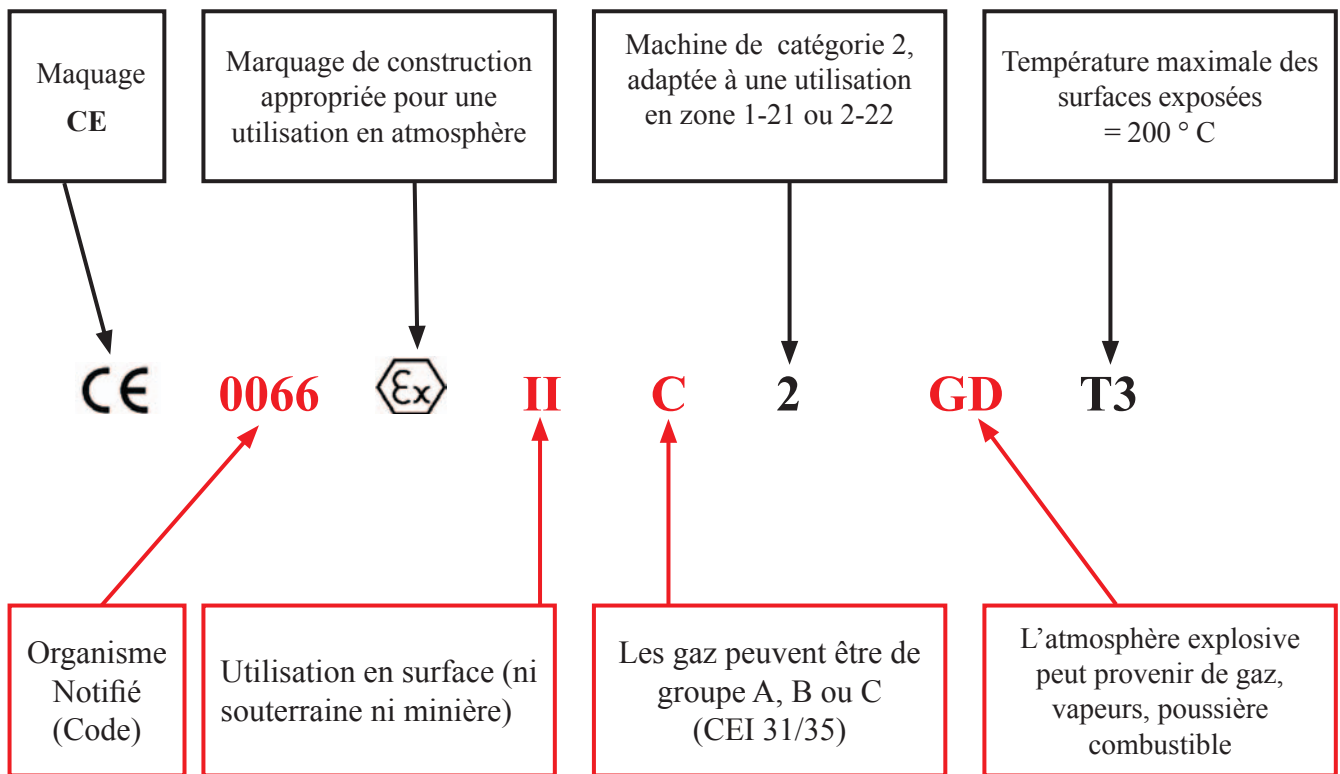 Maquage
CE
Marquage de construction
appropriée pour une
utilisation en atmosphère
Machine de catégorie 2,
adaptée à une utilisation
en zone 1-21 ou 2-22
Température maximale des
surfaces exposées
= 200 ° C
CE 0066 Ex II C 2 GD T3
Organisme
Notifié
(Code)
Utilisation en surface (ni
souterraine ni minière)
Les gaz peuvent être de
groupe A, B ou C
(CEI 31/35)
L'atmosphère explosive
peut provenir de gaz,
vapeurs, poussière
combustible